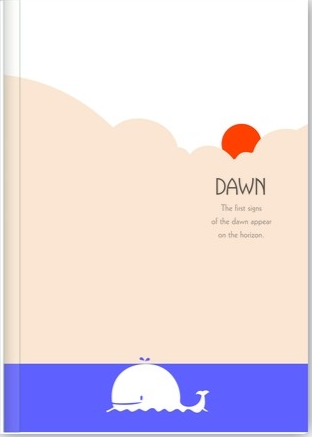 DAWN
The first signs
of the dawn appear
on the horizon.